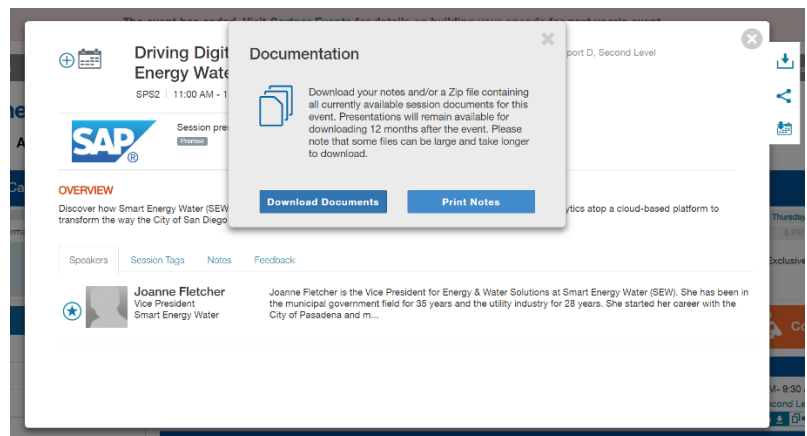 Driving Digit
Energy Wate
SPS2 | 11:00 AM - 1
port D, Second Level
Documentation
Download your notes and/or a Zip file containing
all currently available session documents for this
event. Presentations will remain available for
downloading 12 months after the event. Please
note that some files can be large and take longer
to download.
Download Documents
Print Notes
SAP®
Session pre
Premier
OVERVIEW
Discover how Smart Energy Water (SEW
ytics atop a cloud-based platform to
transform the way the City of San Diego
Speakers Session Tags Notes Feedback
Joanne Fletcher
Vice President
Smart Energy Water
Joanne Fletcher is the Vice President for Energy & Water Solutions at Smart Energy Water (SEW). She has been in
the municipal government field for 35 years and the utility industry for 28 years. She started her career with the
City of Pasadena and m...
Thursday
8 PM
Exclusive
Co
M- 9:30
cond Le